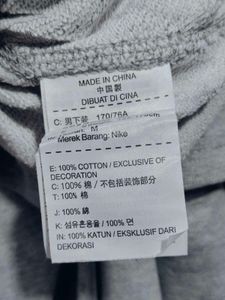 MADE IN CHINA
中国製
DIBUAT DI CINA
C: 男下装 170/76A
M
Merek Barang: Nike
E: 100% COTTON / EXCLUSIVE OF
DECORATION
C: 100% 棉 / 不包括装饰部分
T: 100% 棉
J: 100% 綿
K: 섬유혼용율 / 100% 면
IN: 100% KATUN / EKSKLUSIF DARI
DEKORASI